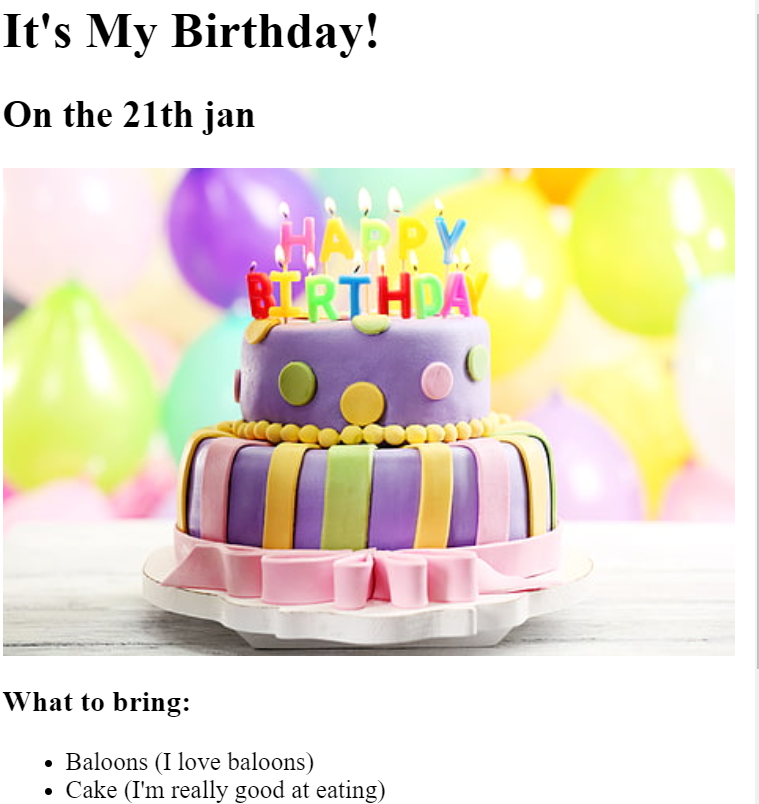 It's My Birthday!
On the 21th jan
HAPPY
BIRTHDAY
What to bring:
Baloons (I love baloons)
Cake (I'm really good at eating)